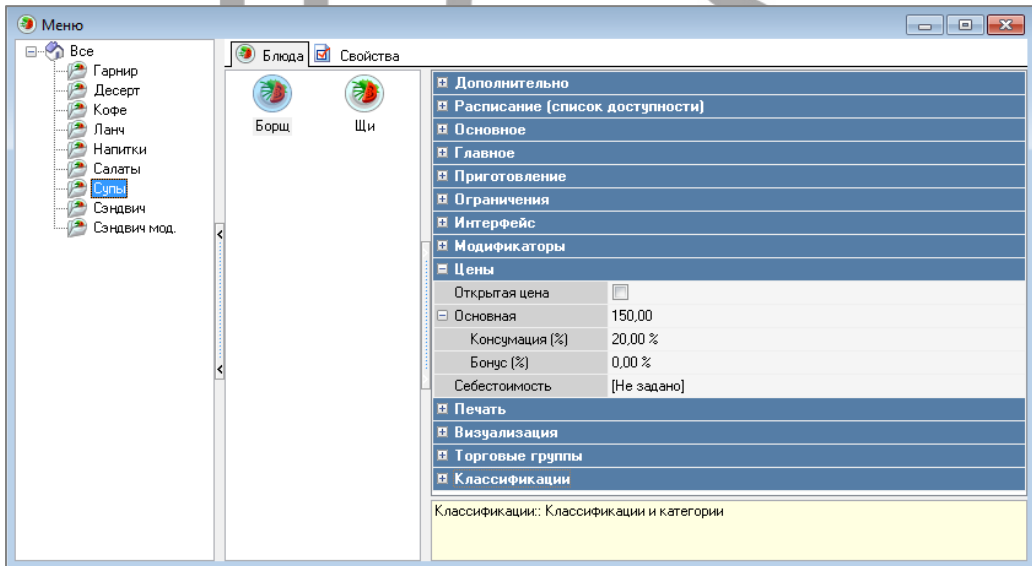 Меню
Все
Гарнир
Десерт
Кофе
Ланч
Напитки
Салаты
Супы
Сэндвич
Сэндвич мод.
Блюда Свойства
Борщ Щи
Дополнительно
Расписание (список доступности)
Основное
Главное
Приготовление
Ограничения
Интерфейс
Модификаторы
Цены
Открытая цена
Основная 150,00
Консумация (%) 20,00 %
Бонус (%) 0,00 %
Себестоимость [Не задано]
Печать
Визуализация
Торговые группы
Классификации
Классификации:: Классификации и категории